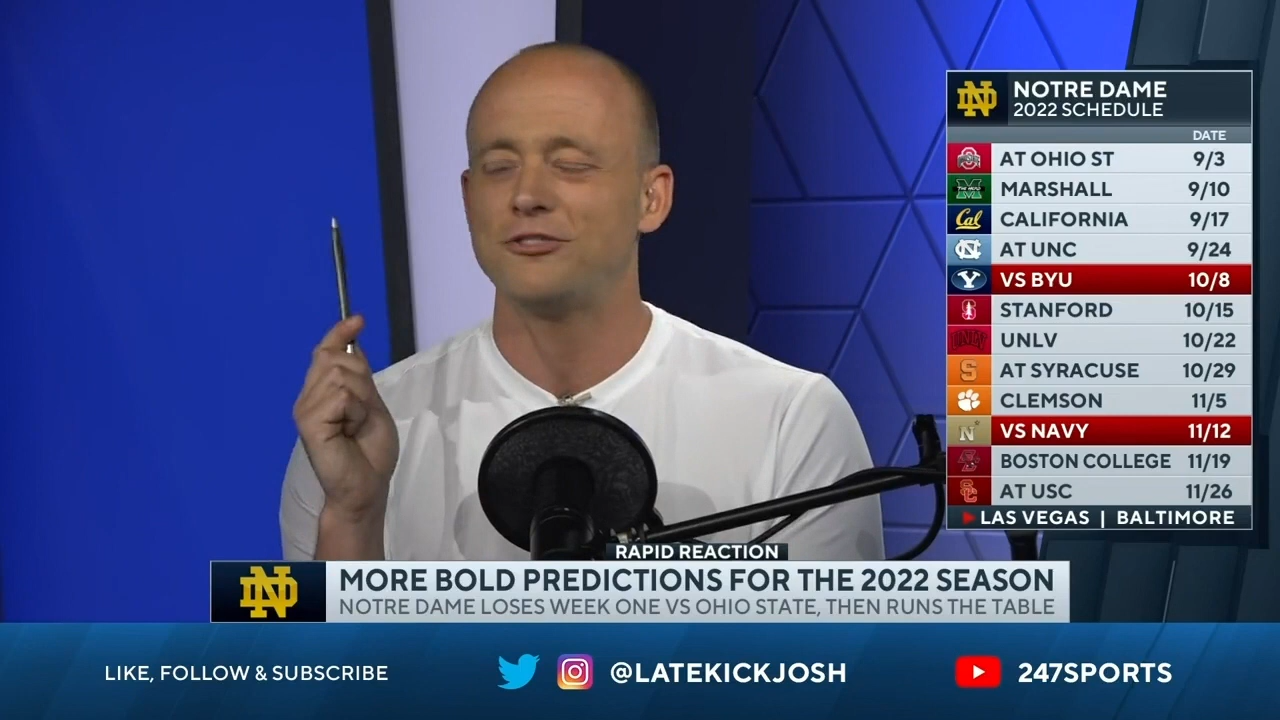 NOTRE DAME
2022 SCHEDULE
DATE
AT OHIO ST 9/3
MARSHALL 9/10
CALIFORNIA 9/17
Cal
AT UNC 9/24
VS BYU 10/8
STANFORD 10/15
UNLV 10/22
UNLV
AT SYRACUSE 10/29
CLEMSON 11/5
VS NAVY 11/12
BOSTON COLLEGE 11/19
AT USC 11/26
LAS VEGAS | BALTIMORE
RAPID REACTION
MORE BOLD PREDICTIONS FOR THE 2022 SEASON
NOTRE DAME LOSES WEEK ONE VS OHIO STATE, THEN RUNS THE TABLE
LIKE, FOLLOW & SUBSCRIBE @LATEKICKJOSH 247SPORTS